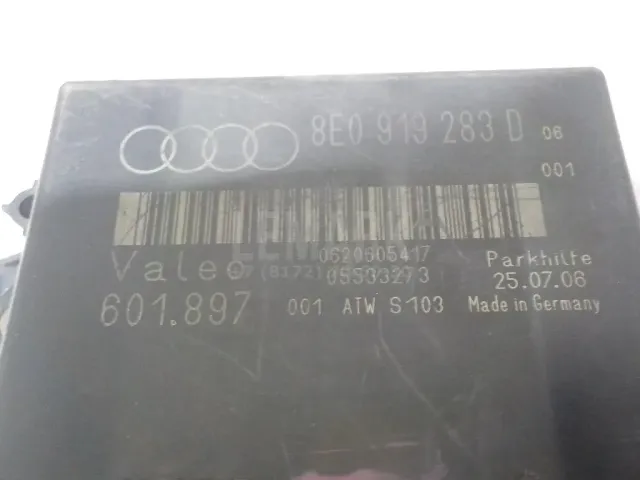 8E0 919 283 D 06
001
0620605417
Valeo 05533273 Parkhilfe
25.07.06
601.897 001 ATW S103 Made in Germany